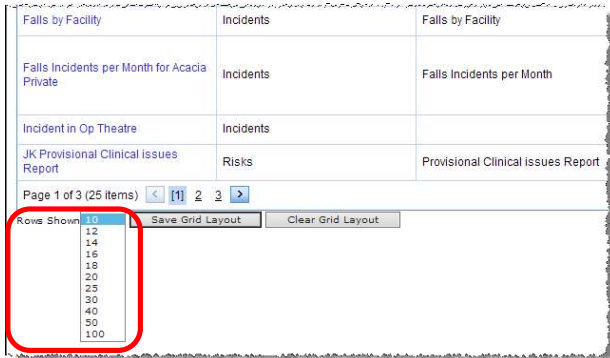 Falls by Facility Incidents Falls by Facility
Falls Incidents per Month for Acacia
Private Incidents Falls Incidents per Month
Incident in Op Theatre Incidents
JK Provisional Clinical issues
Report Risks Provisional Clinical issues Report
Page 1 of 3 (25 items) < [1] 2 3 >
Rows Shown 10 Save Grid Layout Clear Grid Layout
12
14
16
18
20
25
30
40
50
100